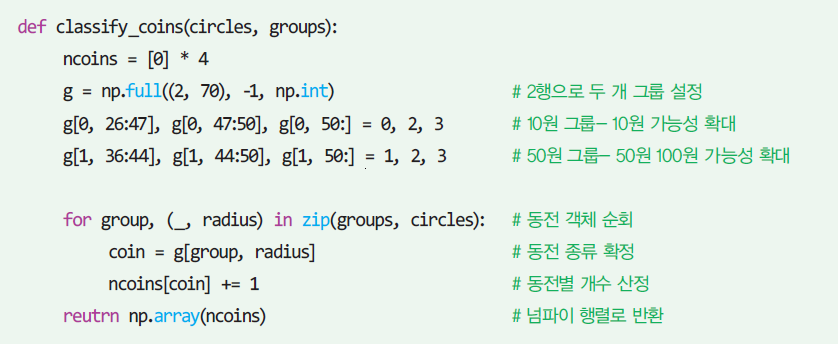 def classify_coins(circles, groups):
ncoins = [0] * 4
g = np.full((2, 70), -1, np.int) # 2행으로 두 개 그룹 설정
g[0, 26:47], g[0, 47:50], g[0, 50:] = 0, 2, 3 # 10원 그룹- 10원 가능성 확대
g[1, 36:44], g[1, 44:50], g[1, 50:] = 1, 2, 3 # 50원 그룹- 50원 100원 가능성 확대
for group, (_, radius) in zip(groups, circles): # 동전 객체 순회
coin = g[group, radius] # 동전 종류 확정
ncoins[coin] += 1 # 동전별 개수 산정
reutrn np.array(ncoins) # 넘파이 행렬로 반환